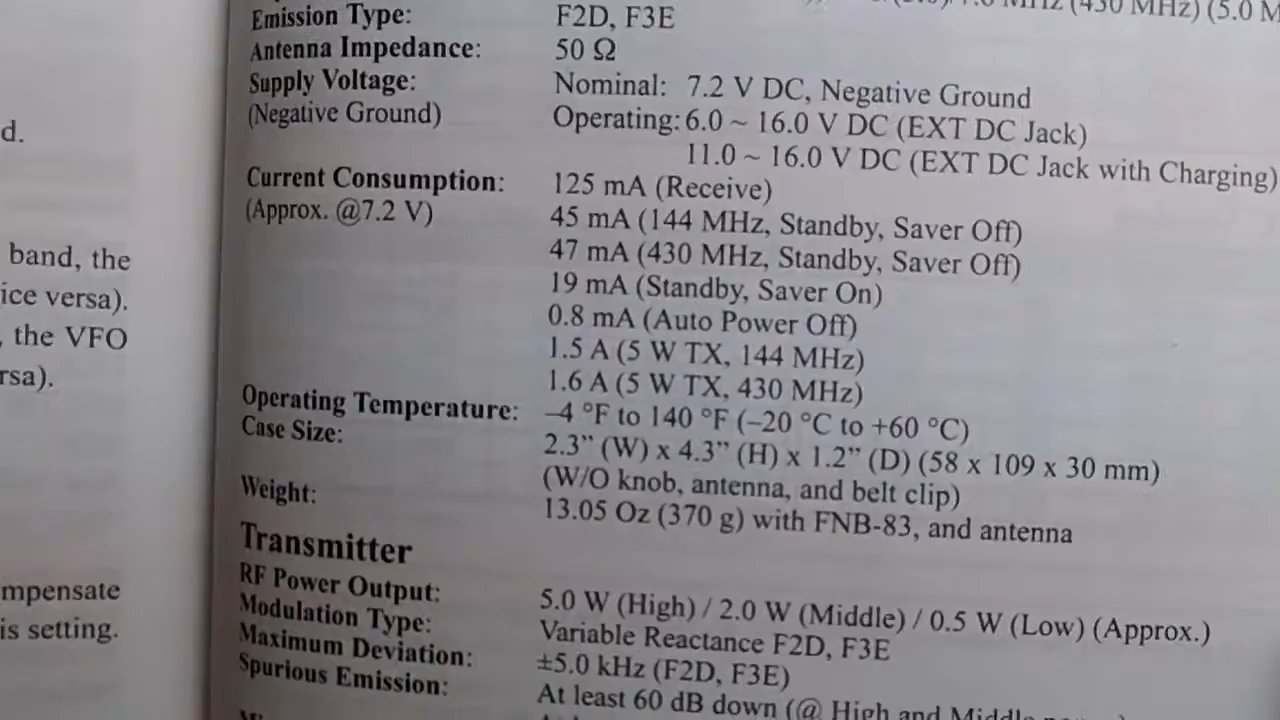 d.
band, the
ice versa).
, the VFO
rsa).
mpensate
is setting.
MHz (430 MHz) (5.0 M
Emission Type: F2D, F3E
Antenna Impedance: 50 Ω
Supply Voltage: Nominal: 7.2 V DC, Negative Ground
(Negative Ground) Operating: 6.0 ~ 16.0 V DC (EXT DC Jack)
11.0 ~ 16.0 V DC (EXT DC Jack with Charging)
Current Consumption: 125 mA (Receive)
(Approx. @7.2 V) 45 mA (144 MHz, Standby, Saver Off)
47 mA (430 MHz, Standby, Saver Off)
19 mA (Standby, Saver On)
0.8 mA (Auto Power Off)
1.5 A (5 W TX, 144 MHz)
1.6 A (5 W TX, 430 MHz)
Operating Temperature: –4 °F to 140 °F (–20 °C to +60 °C)
Case Size: 2.3” (W) x 4.3” (H) x 1.2” (D) (58 x 109 x 30 mm)
(W/O knob, antenna, and belt clip)
Weight: 13.05 Oz (370 g) with FNB-83, and antenna
Transmitter
RF Power Output: 5.0 W (High) / 2.0 W (Middle) / 0.5 W (Low) (Approx.)
Modulation Type: Variable Reactance F2D, F3E
Maximum Deviation: ±5.0 kHz (F2D, F3E)
Spurious Emission: At least 60 dB down (@ High and Middle